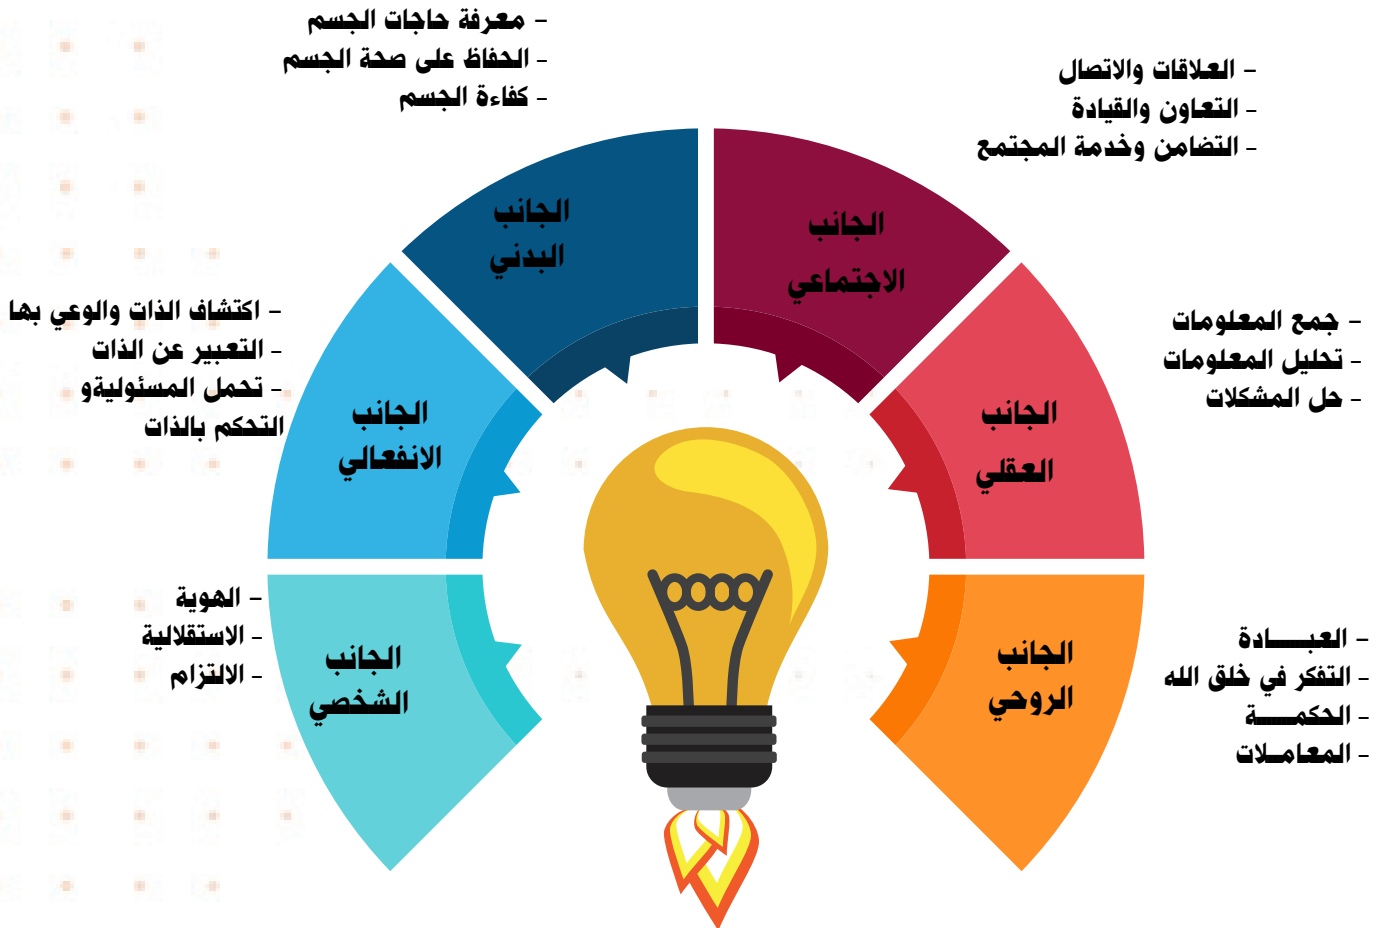 - العلاقات والاتصال
- التعاون والقيادة
- التضامن وخدمة المجتمع
الجانب
الاجتماعي
- جمع المعلومات
- تحليل المعلومات
- حل المشكلات
الجانب
العقلي
- العبـــــادة
- التفكر في خلق الله
- الحكمـــــة
- المعامـلات
الجانب
الروحي
- معرفة حاجات الجسم
- الحفاظ على صحة الجسم
- كفاءة الجسم
الجانب
البدني
- اكتشاف الذات والوعي بها
- التعبير عن الذات
- تحمل المسئوليةو
التحكم بالذات
الجانب
الانفعالي
- الهوية
- الاستقلالية
- الالتزام
الجانب
الشخصي